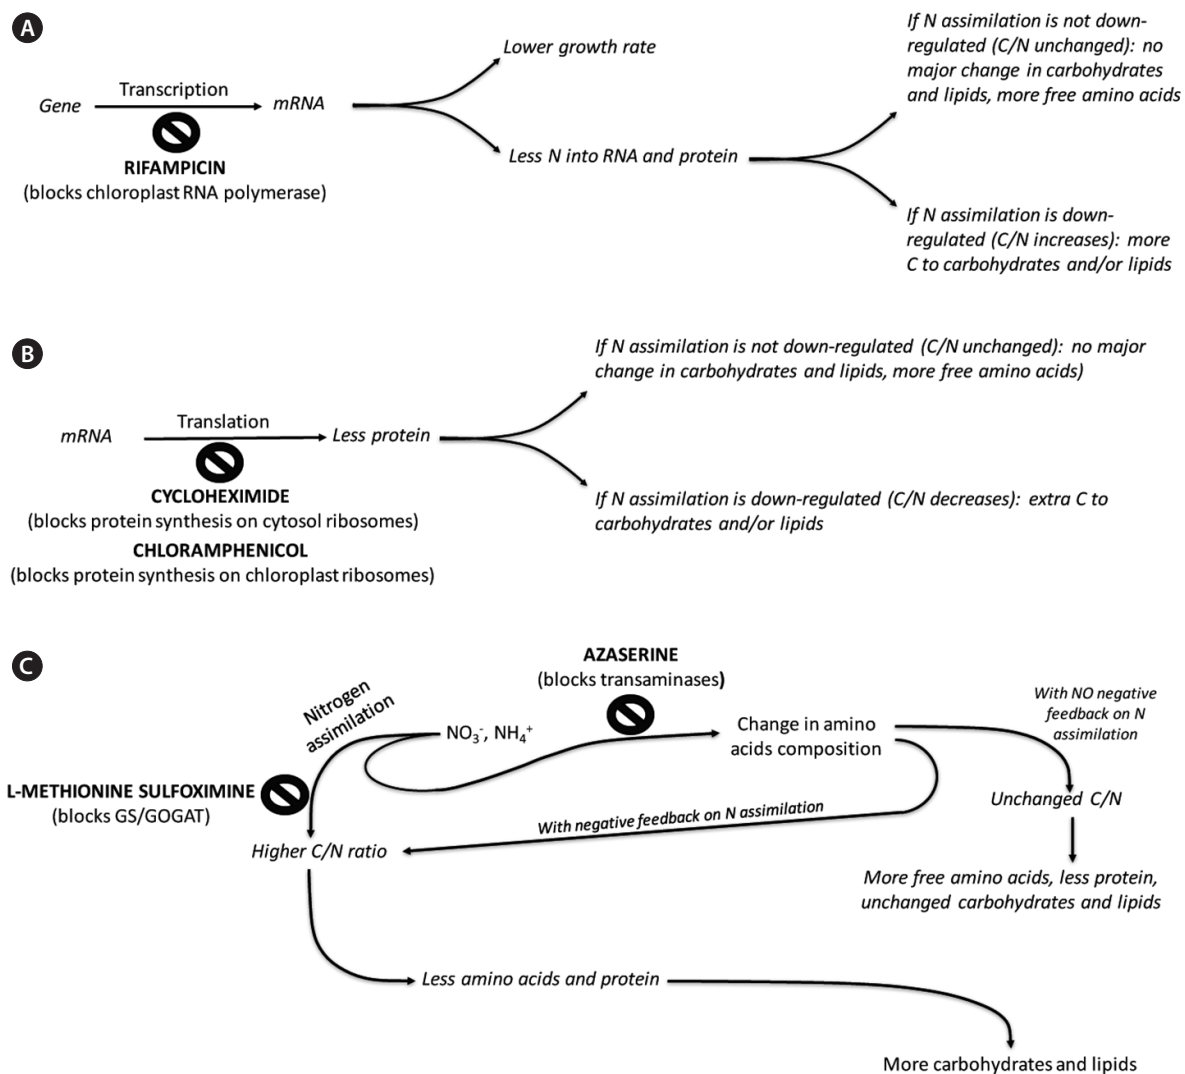 A
Gene
Transcription
mRNA
RIFAMPICIN
(blocks chloroplast RNA polymerase)
Lower growth rate
Less N into RNA and protein
If N assimilation is not down-
regulated (C/N unchanged): no
major change in carbohydrates
and lipids, more free amino acids
If N assimilation is down-
regulated (C/N increases): more
C to carbohydrates and/or lipids
B
mRNA
Translation
Less protein
CYCLOHEXIMIDE
(blocks protein synthesis on cytosol ribosomes)
CHLORAMPHENICOL
(blocks protein synthesis on chloroplast ribosomes)
If N assimilation is not down-regulated (C/N unchanged): no major
change in carbohydrates and lipids, more free amino acids)
If N assimilation is down-regulated (C/N decreases): extra C to
carbohydrates and/or lipids
C
AZASERINE
(blocks transaminases)
Nitrogen
assimilation
NO₃⁻, NH₄⁺
Change in amino
acids composition
With NO negative
feedback on N
assimilation
L-METHIONINE SULFOXIMINE
(blocks GS/GOGAT)
Unchanged C/N
With negative feedback on N assimilation
Higher C/N ratio
More free amino acids, less protein,
unchanged carbohydrates and lipids
Less amino acids and protein
More carbohydrates and lipids